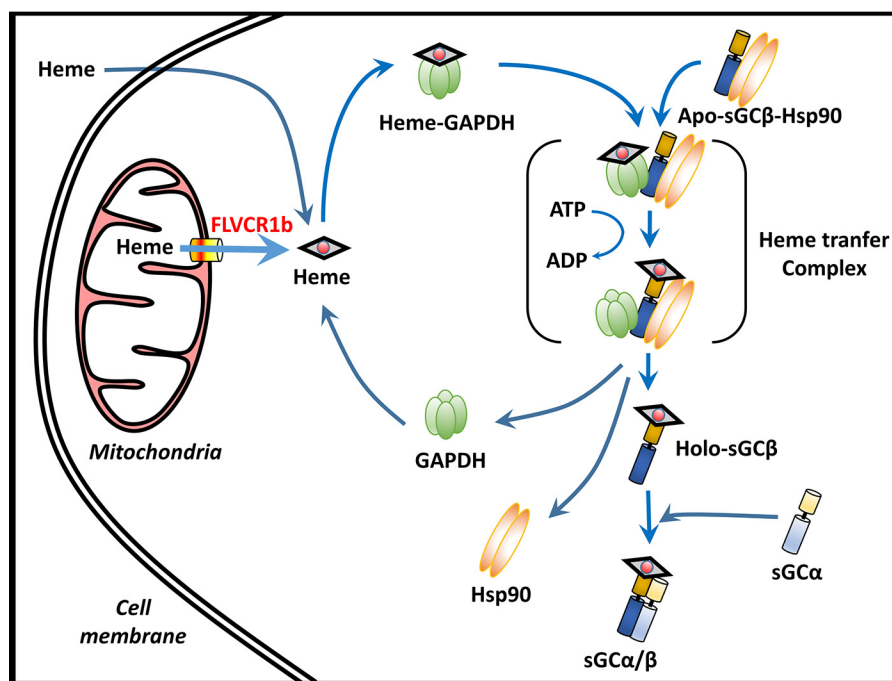 Heme
Heme-GAPDH
Apo-sGCβ-Hsp90
FLVCR1b
Heme
Heme
ATP
ADP
Heme tranfer
Complex
Mitochondria
GAPDH
Holo-sGCβ
Hsp90
sGCα
Cell
membrane
sGCα/β